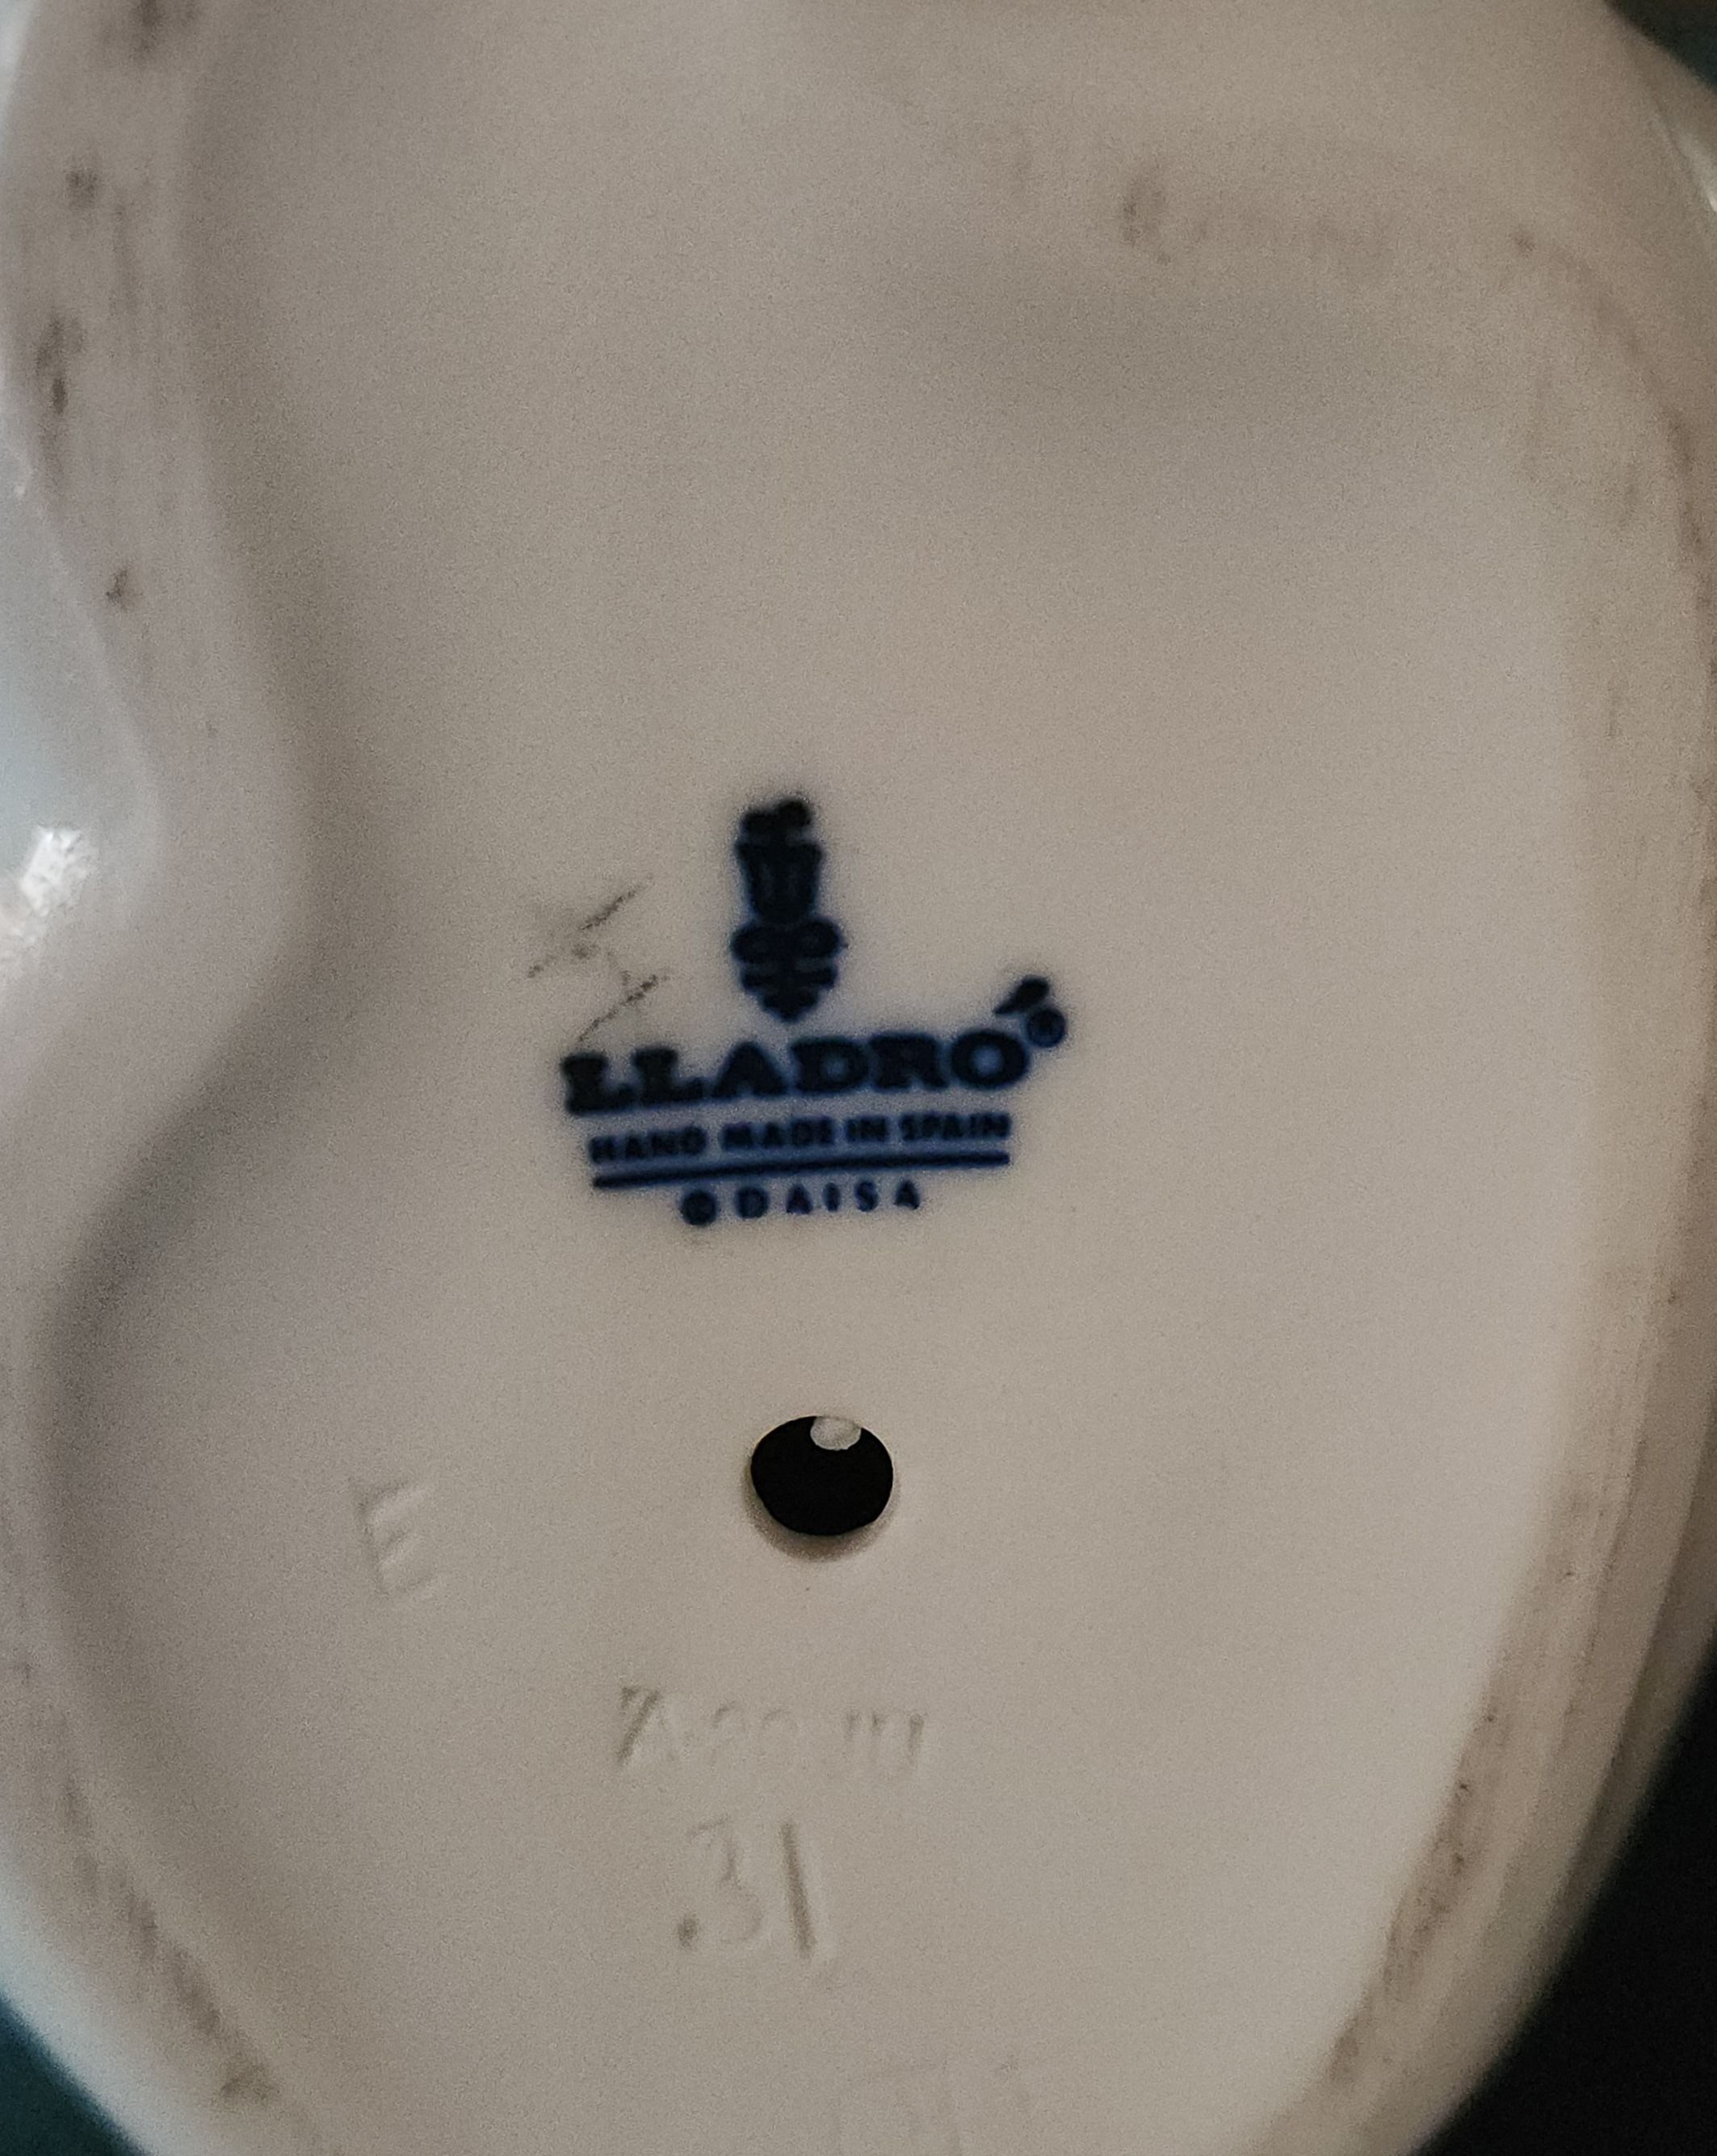 LLADRÓ®
HAND MADE IN SPAIN
© DAISA
E
31